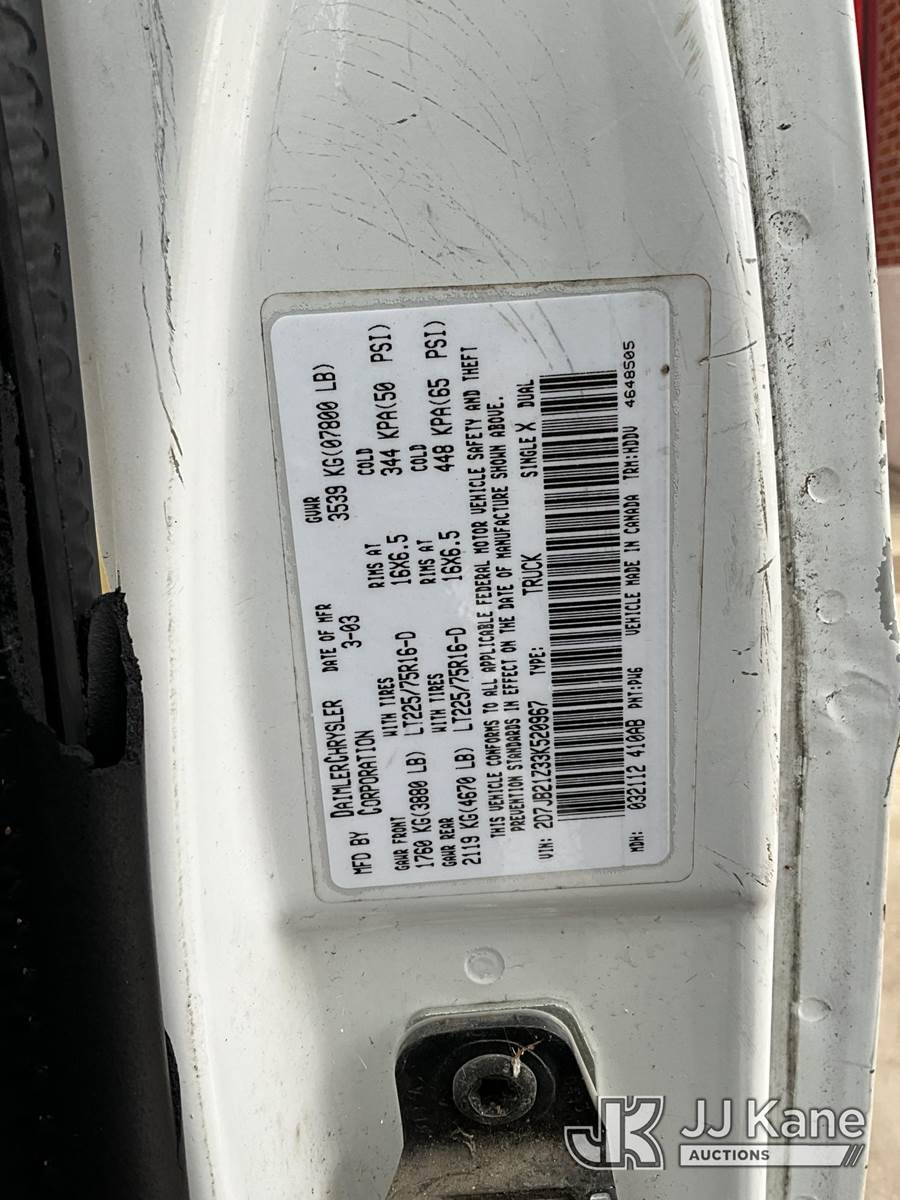 MFD BY DAIMLERCHRYSLER CORPORATION DATE OF MFR 3-03 GVWR 3539 KG(07800 LB)
GAWR FRONT WITH TIRES RIMS AT COLD
1760 KG(3880 LB) LT225/75R16-D 16X6.5 344 KPA(50 PSI)
GAWR REAR WITH TIRES RIMS AT COLD
2119 KG(4670 LB) LT225/75R16-D 16X6.5 448 KPA(65 PSI)
THIS VEHICLE CONFORMS TO ALL APPLICABLE FEDERAL MOTOR VEHICLE SAFETY AND THEFT
PREVENTION STANDARDS IN EFFECT ON THE DATE OF MANUFACTURE SHOWN ABOVE.
VIN: 2D7JB21Z33K520967 TYPE: TRUCK SINGLE X DUAL
MDH: 032112 410AB PNT:PW6 VEHICLE MADE IN CANADA TRM:HDDV 4648505
JK JJ Kane
AUCTIONS